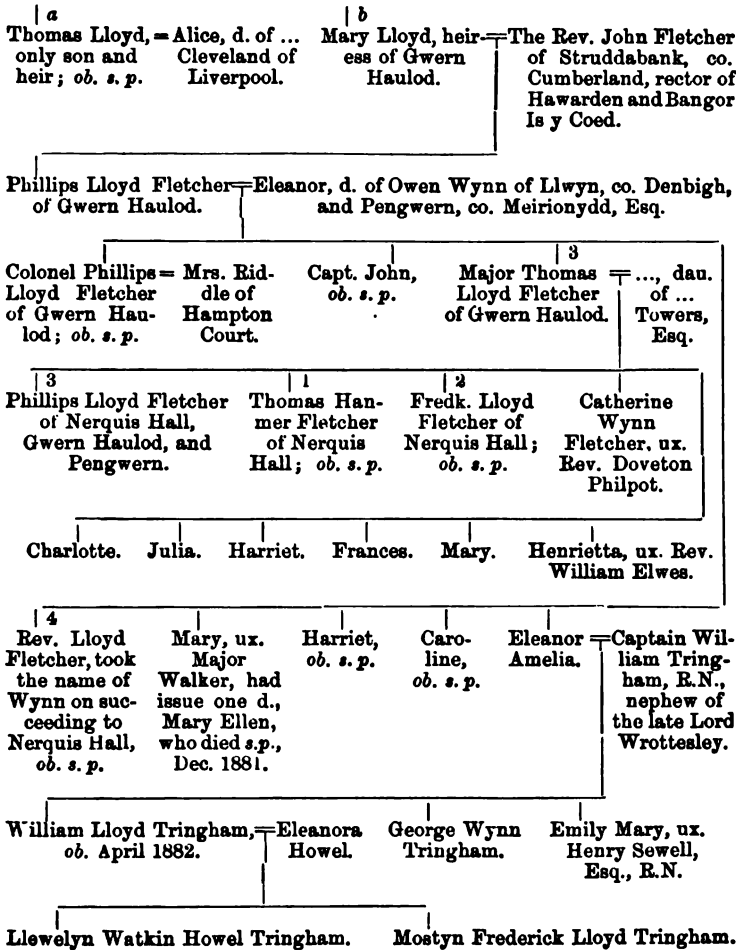 a
Thomas Lloyd, = Alice, d. of ...
only son and Cleveland of
heir; ob. s. p. Liverpool.
b
Mary Lloyd, heir- = The Rev. John Fletcher
ess of Gwern of Struddabank, co.
Haulod. Cumberland, rector of
Hawarden and Bangor
Is y Coed.
Phillips Lloyd Fletcher = Eleanor, d. of Owen Wynn of Llwyn, co. Denbigh,
of Gwern Haulod. and Pengwern, co. Meirionydd, Esq.
Colonel Phillips = Mrs. Rid-
Lloyd Fletcher dle of
of Gwern Hau- Hampton
lod; ob. s. p. Court.
Capt. John,
ob. s. p.
3
Major Thomas = ..., dau.
Lloyd Fletcher of ...
of Gwern Haulod. Towers,
Esq.
3
Phillips Lloyd Fletcher
of Nerquis Hall,
Gwern Haulod, and
Pengwern.
1
Thomas Han-
mer Fletcher
of Nerquis
Hall; ob. s. p.
2
Fredk. Lloyd
Fletcher of
Nerquis Hall;
ob. s. p.
Catherine
Wynn
Fletcher, ux.
Rev. Doveton
Philpot.
Charlotte. Julia. Harriet. Frances. Mary. Henrietta, ux. Rev.
William Elwes.
4
Rev. Lloyd
Fletcher, took
the name of
Wynn on suc-
ceeding to
Nerquis Hall,
ob. s. p.
Mary, ux.
Major
Walker, had
issue one d.,
Mary Ellen,
who died s.p.,
Dec. 1881.
Harriet,
ob. s. p.
Caro-
line,
ob. s. p.
Eleanor = Captain Wil-
Amelia. liam Tring-
ham, R.N.,
nephew of
the late Lord
Wrottesley.
William Lloyd Tringham, = Eleanora
ob. April 1882. Howel.
George Wynn
Tringham.
Emily Mary, ux.
Henry Sewell,
Esq., R.N.
Llewelyn Watkin Howel Tringham. Mostyn Frederick Lloyd Tringham.